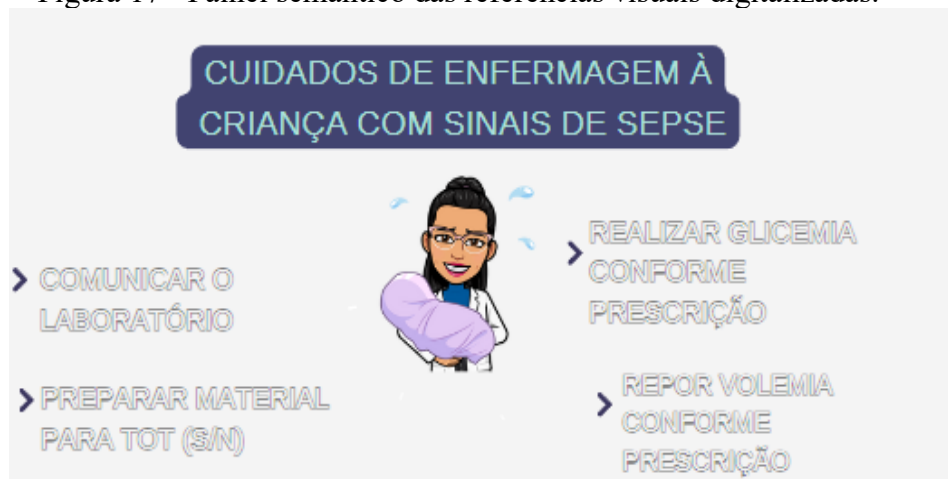 Figura 17 - Painel semântico das referências visuais digitalizadas.
CUIDADOS DE ENFERMAGEM À
CRIANÇA COM SINAIS DE SEPSE
COMUNICAR O
LABORATÓRIO
PREPARAR MATERIAL
PARA TOT (S/N)
REALIZAR GLICEMIA
CONFORME
PRESCRIÇÃO
REPOR VOLEMIA
CONFORME
PRESCRIÇÃO